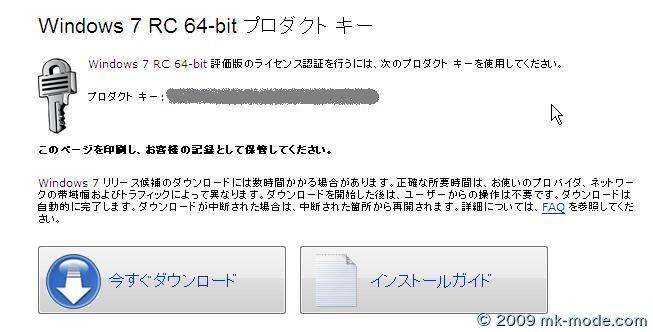 Windows 7 RC 64-bit プロダクト キー
Windows 7 RC 64-bit 評価版のライセンス認証を行うには、次のプロダクト キーを使用してください。
プロダクト キー:
このページを印刷し、お客様の記録として保管してください。
Windows 7 リリース候補のダウンロードには数時間かかる場合があります。正確な所要時間は、お使いのプロバイダ、ネットワー
クの帯域幅およびトラフィックによって異なります。ダウンロードを開始した後は、ユーザーからの操作は不要です。ダウンロードは
自動的に完了します。ダウンロードが中断された場合は、中断された箇所から再開されます。詳細については、FAQ を参照してくだ
さい。
今すぐダウンロード
インストールガイド
© 2009 mk-mode.com